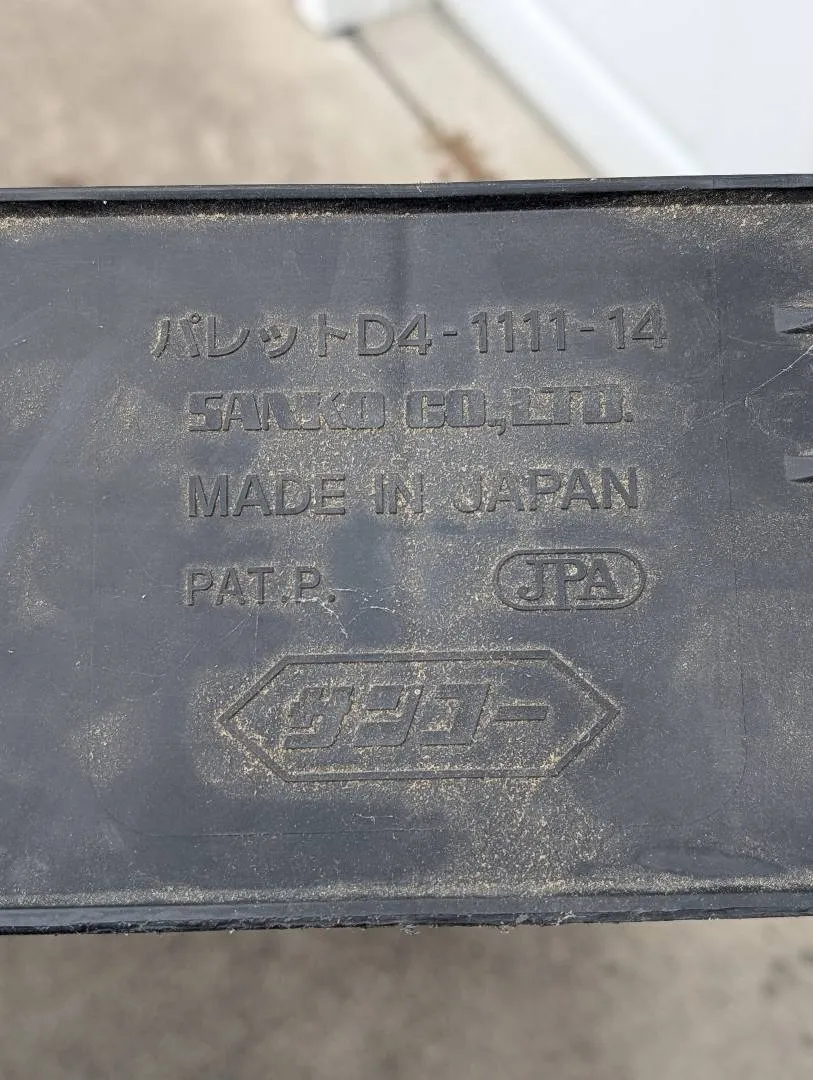 パレットD4-1111-14
SANKO CO.,LTD.
MADE IN JAPAN
PAT.P. JPA
サンコー